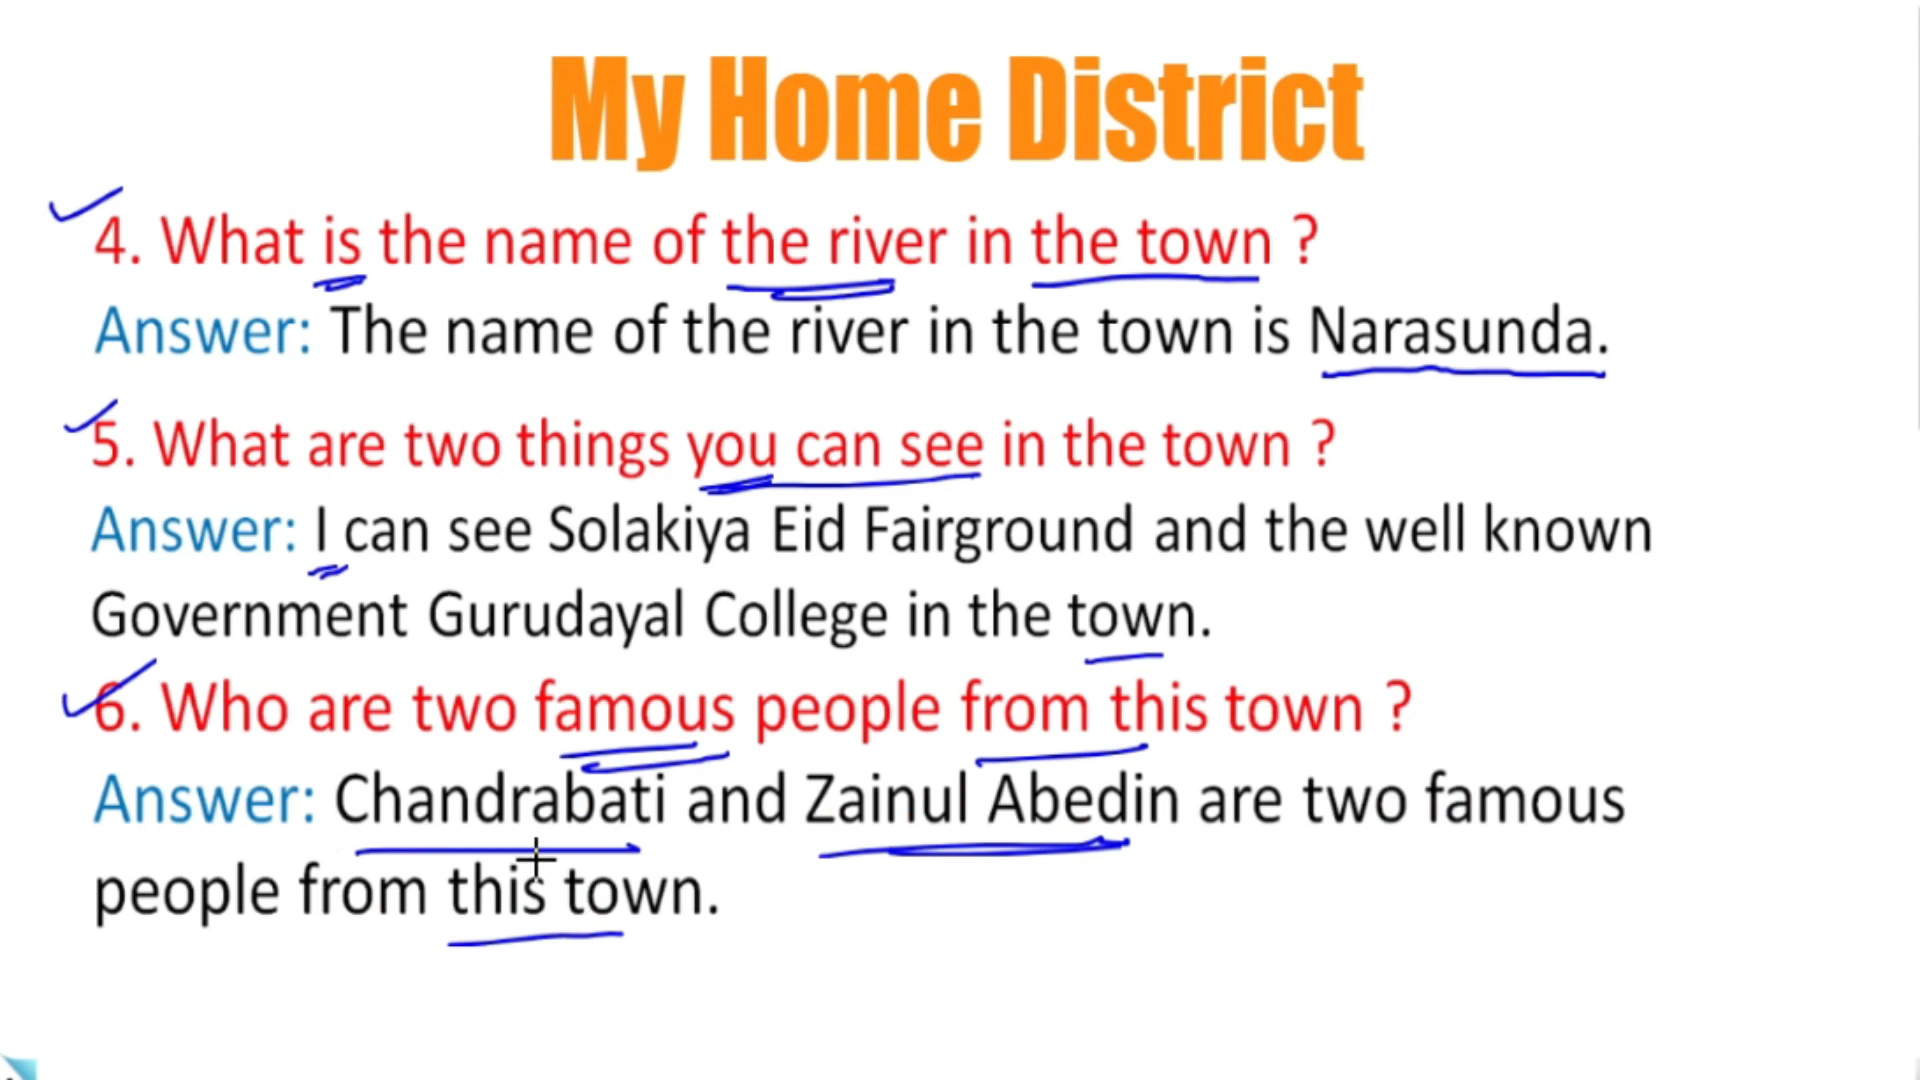 My Home District
4. What is the name of the river in the town ?
Answer: The name of the river in the town is Narasunda.
5. What are two things you can see in the town ?
Answer: I can see Solakiya Eid Fairground and the well known
Government Gurudayal College in the town.
6. Who are two famous people from this town ?
Answer: Chandrabati and Zainul Abedin are two famous
people from this town.